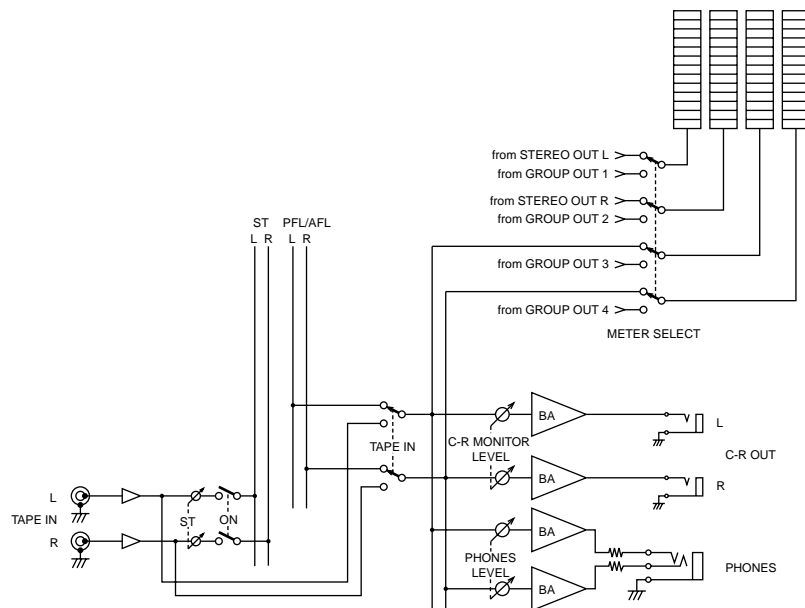 from STEREO OUT L
from GROUP OUT 1
from STEREO OUT R
from GROUP OUT 2
ST PFL/AFL
L R L R
from GROUP OUT 3
from GROUP OUT 4
METER SELECT
BA
L
TAPE IN
C-R MONITOR
LEVEL
C-R OUT
BA
R
L
TAPE IN
ST
ON
R
BA
PHONES
LEVEL
PHONES
BA